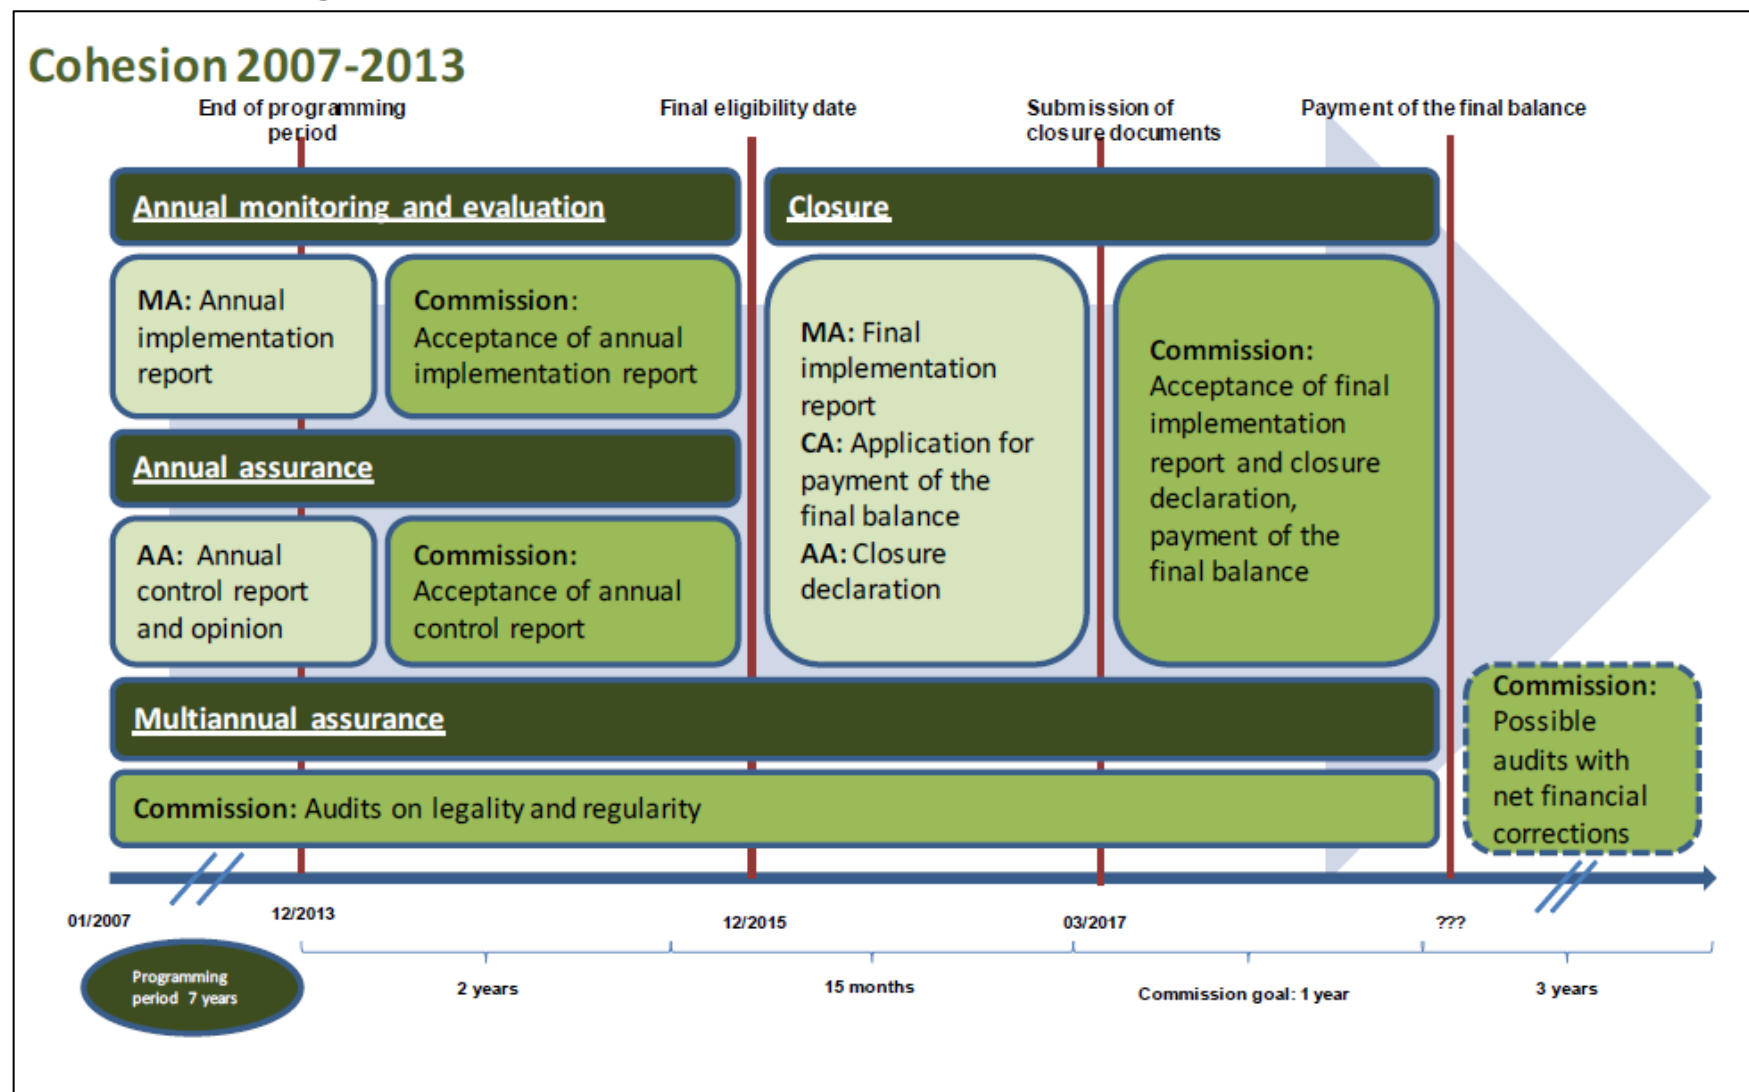 Cohesion 2007-2013
End of programming
period
Final eligibility date
Submission of
closure documents
Payment of the final balance
Annual monitoring and evaluation
Closure
MA: Annual
implementation
report
Commission:
Acceptance of annual
implementation report
MA: Final
implementation
report
CA: Application for
payment of the
final balance
AA: Closure
declaration
Commission:
Acceptance of final
implementation
report and closure
declaration,
payment of the
final balance
Annual assurance
AA: Annual
control report
and opinion
Commission:
Acceptance of annual
control report
Multiannual assurance
Commission:
Possible
audits with
net financial
corrections
Commission: Audits on legality and regularity
01/2007
12/2013
12/2015
03/2017
???
Programming
period 7 years
2 years
15 months
Commission goal: 1 year
3 years